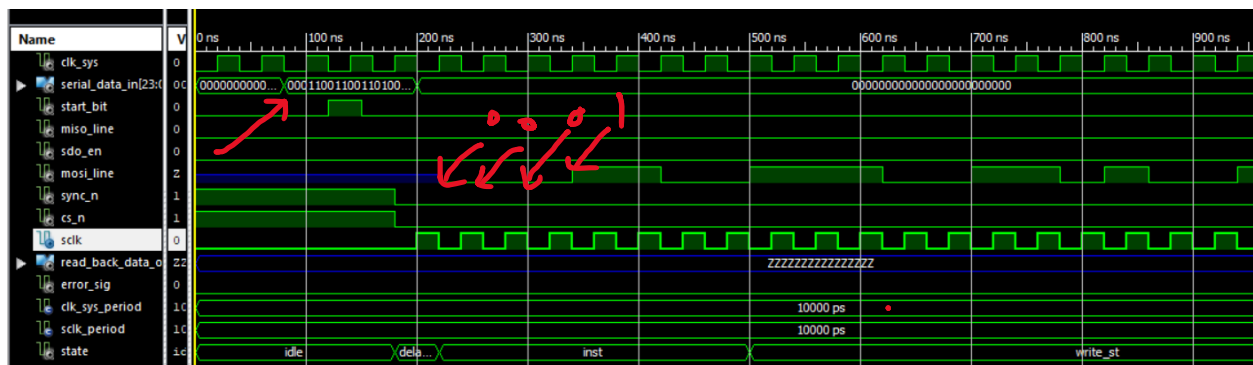 Name V 0 ns 100 ns 200 ns 300 ns 400 ns 500 ns 600 ns 700 ns 800 ns 900 ns
clk_sys 0
serial_data_in[23:0 00 0000000000... 000110011001101 00... 000000000000000000000000
start_bit 0
miso_line 0
0 0 0 1
sdo_en 0
mosi_line Z
sync_n 1
cs_n 1
sclk 0
read_back_data_o ZZ ZZZZZZZZZZZZZZZZ
error_sig 0
clk_sys_period 10 10000 ps
sclk_period 10 10000 ps
state id idle dela... inst write_st